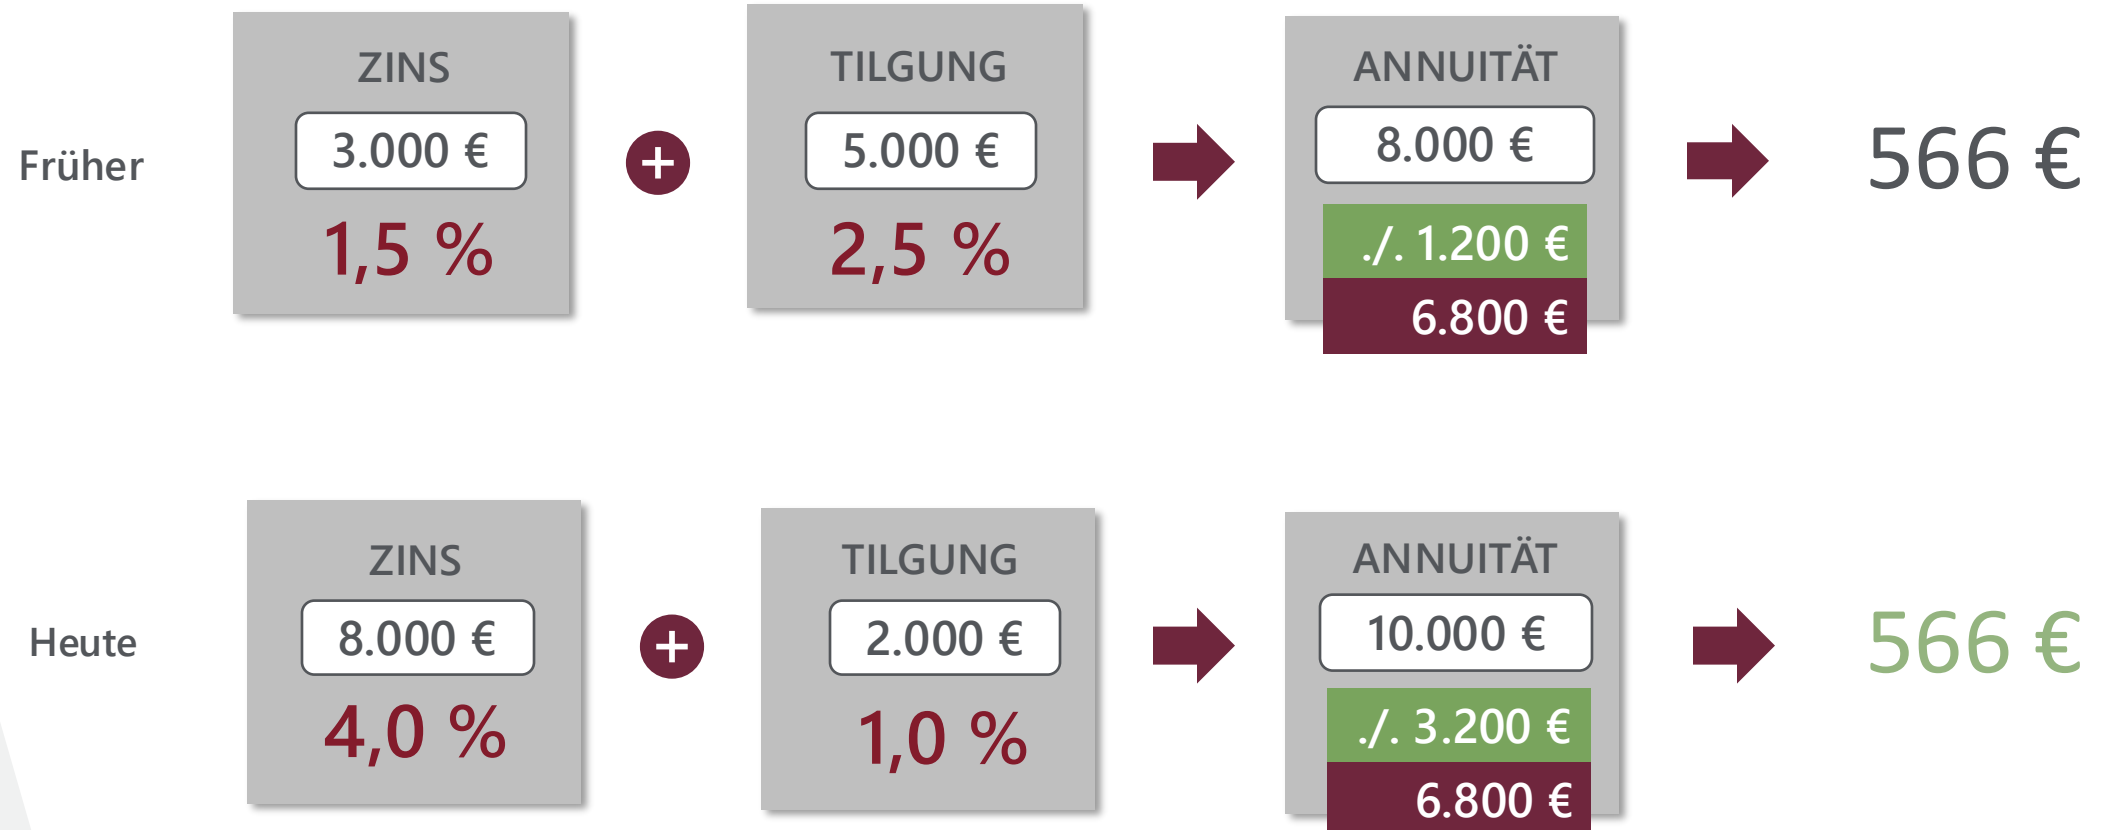 Früher
ZINS
3.000 €
1,5 %
+
TILGUNG
5.000 €
2,5 %
ANNUITÄT
8.000 €
./. 1.200 €
6.800 €
566 €
Heute
ZINS
8.000 €
4,0 %
+
TILGUNG
2.000 €
1,0 %
ANNUITÄT
10.000 €
./. 3.200 €
6.800 €
566 €